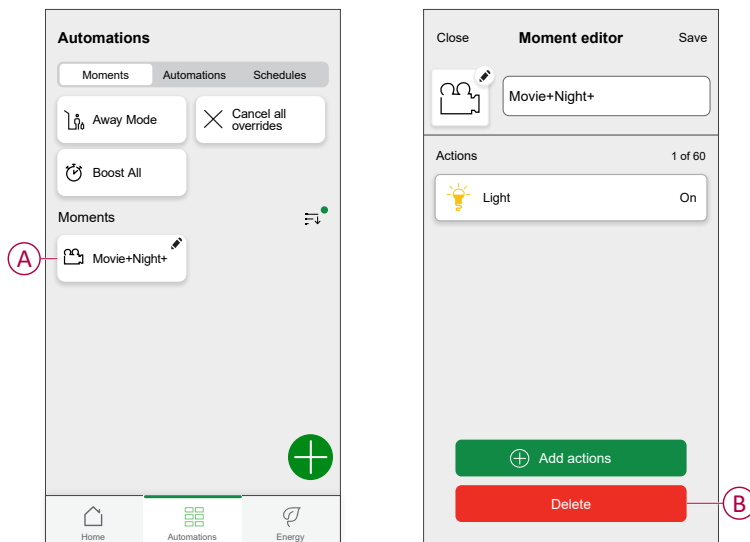 Automations
Moments Automations Schedules
Away Mode
Cancel all
overrides
Boost All
Moments
A
Movie+Night+
Home Automations Energy
Close Moment editor Save
Movie+Night+
Actions 1 of 60
Light On
Add actions
Delete
B